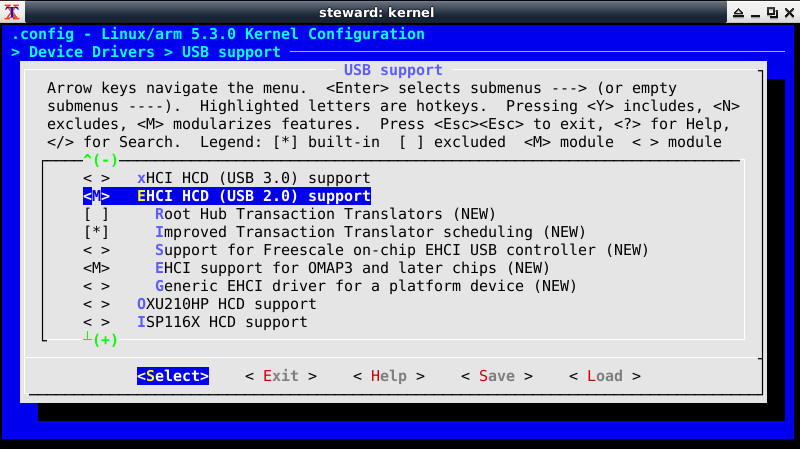 steward: kernel
.config - Linux/arm 5.3.0 Kernel Configuration
> Device Drivers > USB support
USB support
Arrow keys navigate the menu.  <Enter> selects submenus ---> (or empty
submenus ----).  Highlighted letters are hotkeys.  Pressing <Y> includes, <N>
excludes, <M> modularizes features.  Press <Esc><Esc> to exit, <?> for Help,
</> for Search.  Legend: [*] built-in  [ ] excluded  <M> module  < > module
^(-)
< >   xHCI HCD (USB 3.0) support
<M>   EHCI HCD (USB 2.0) support
[ ]     Root Hub Transaction Translators (NEW)
[*]     Improved Transaction Translator scheduling (NEW)
< >     Support for Freescale on-chip EHCI USB controller (NEW)
<M>     EHCI support for OMAP3 and later chips (NEW)
< >     Generic EHCI driver for a platform device (NEW)
< >   OXU210HP HCD support
< >   ISP116X HCD support
┴(+)
<Select>    < Exit >    < Help >    < Save >    < Load >